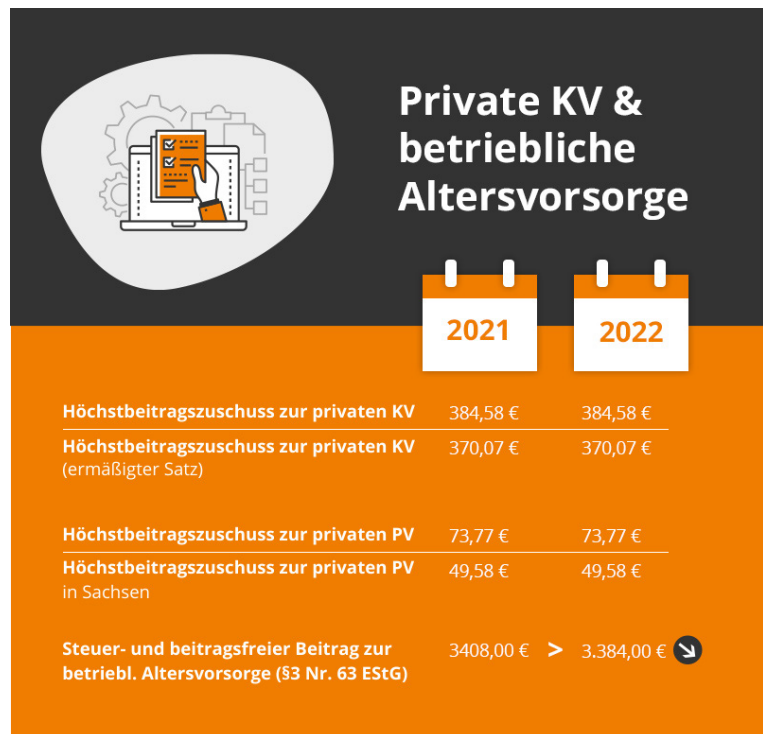 Private KV &
betriebliche
Altersvorsorge
2021 2022
Höchstbeitragszuschuss zur privaten KV 384,58 € 384,58 €
Höchstbeitragszuschuss zur privaten KV 370,07 € 370,07 €
(ermäßigter Satz)
Höchstbeitragszuschuss zur privaten PV 73,77 € 73,77 €
Höchstbeitragszuschuss zur privaten PV 49,58 € 49,58 €
in Sachsen
Steuer- und beitragsfreier Beitrag zur 3408,00 € > 3.384,00 €
betriebl. Altersvorsorge (§3 Nr. 63 EStG)